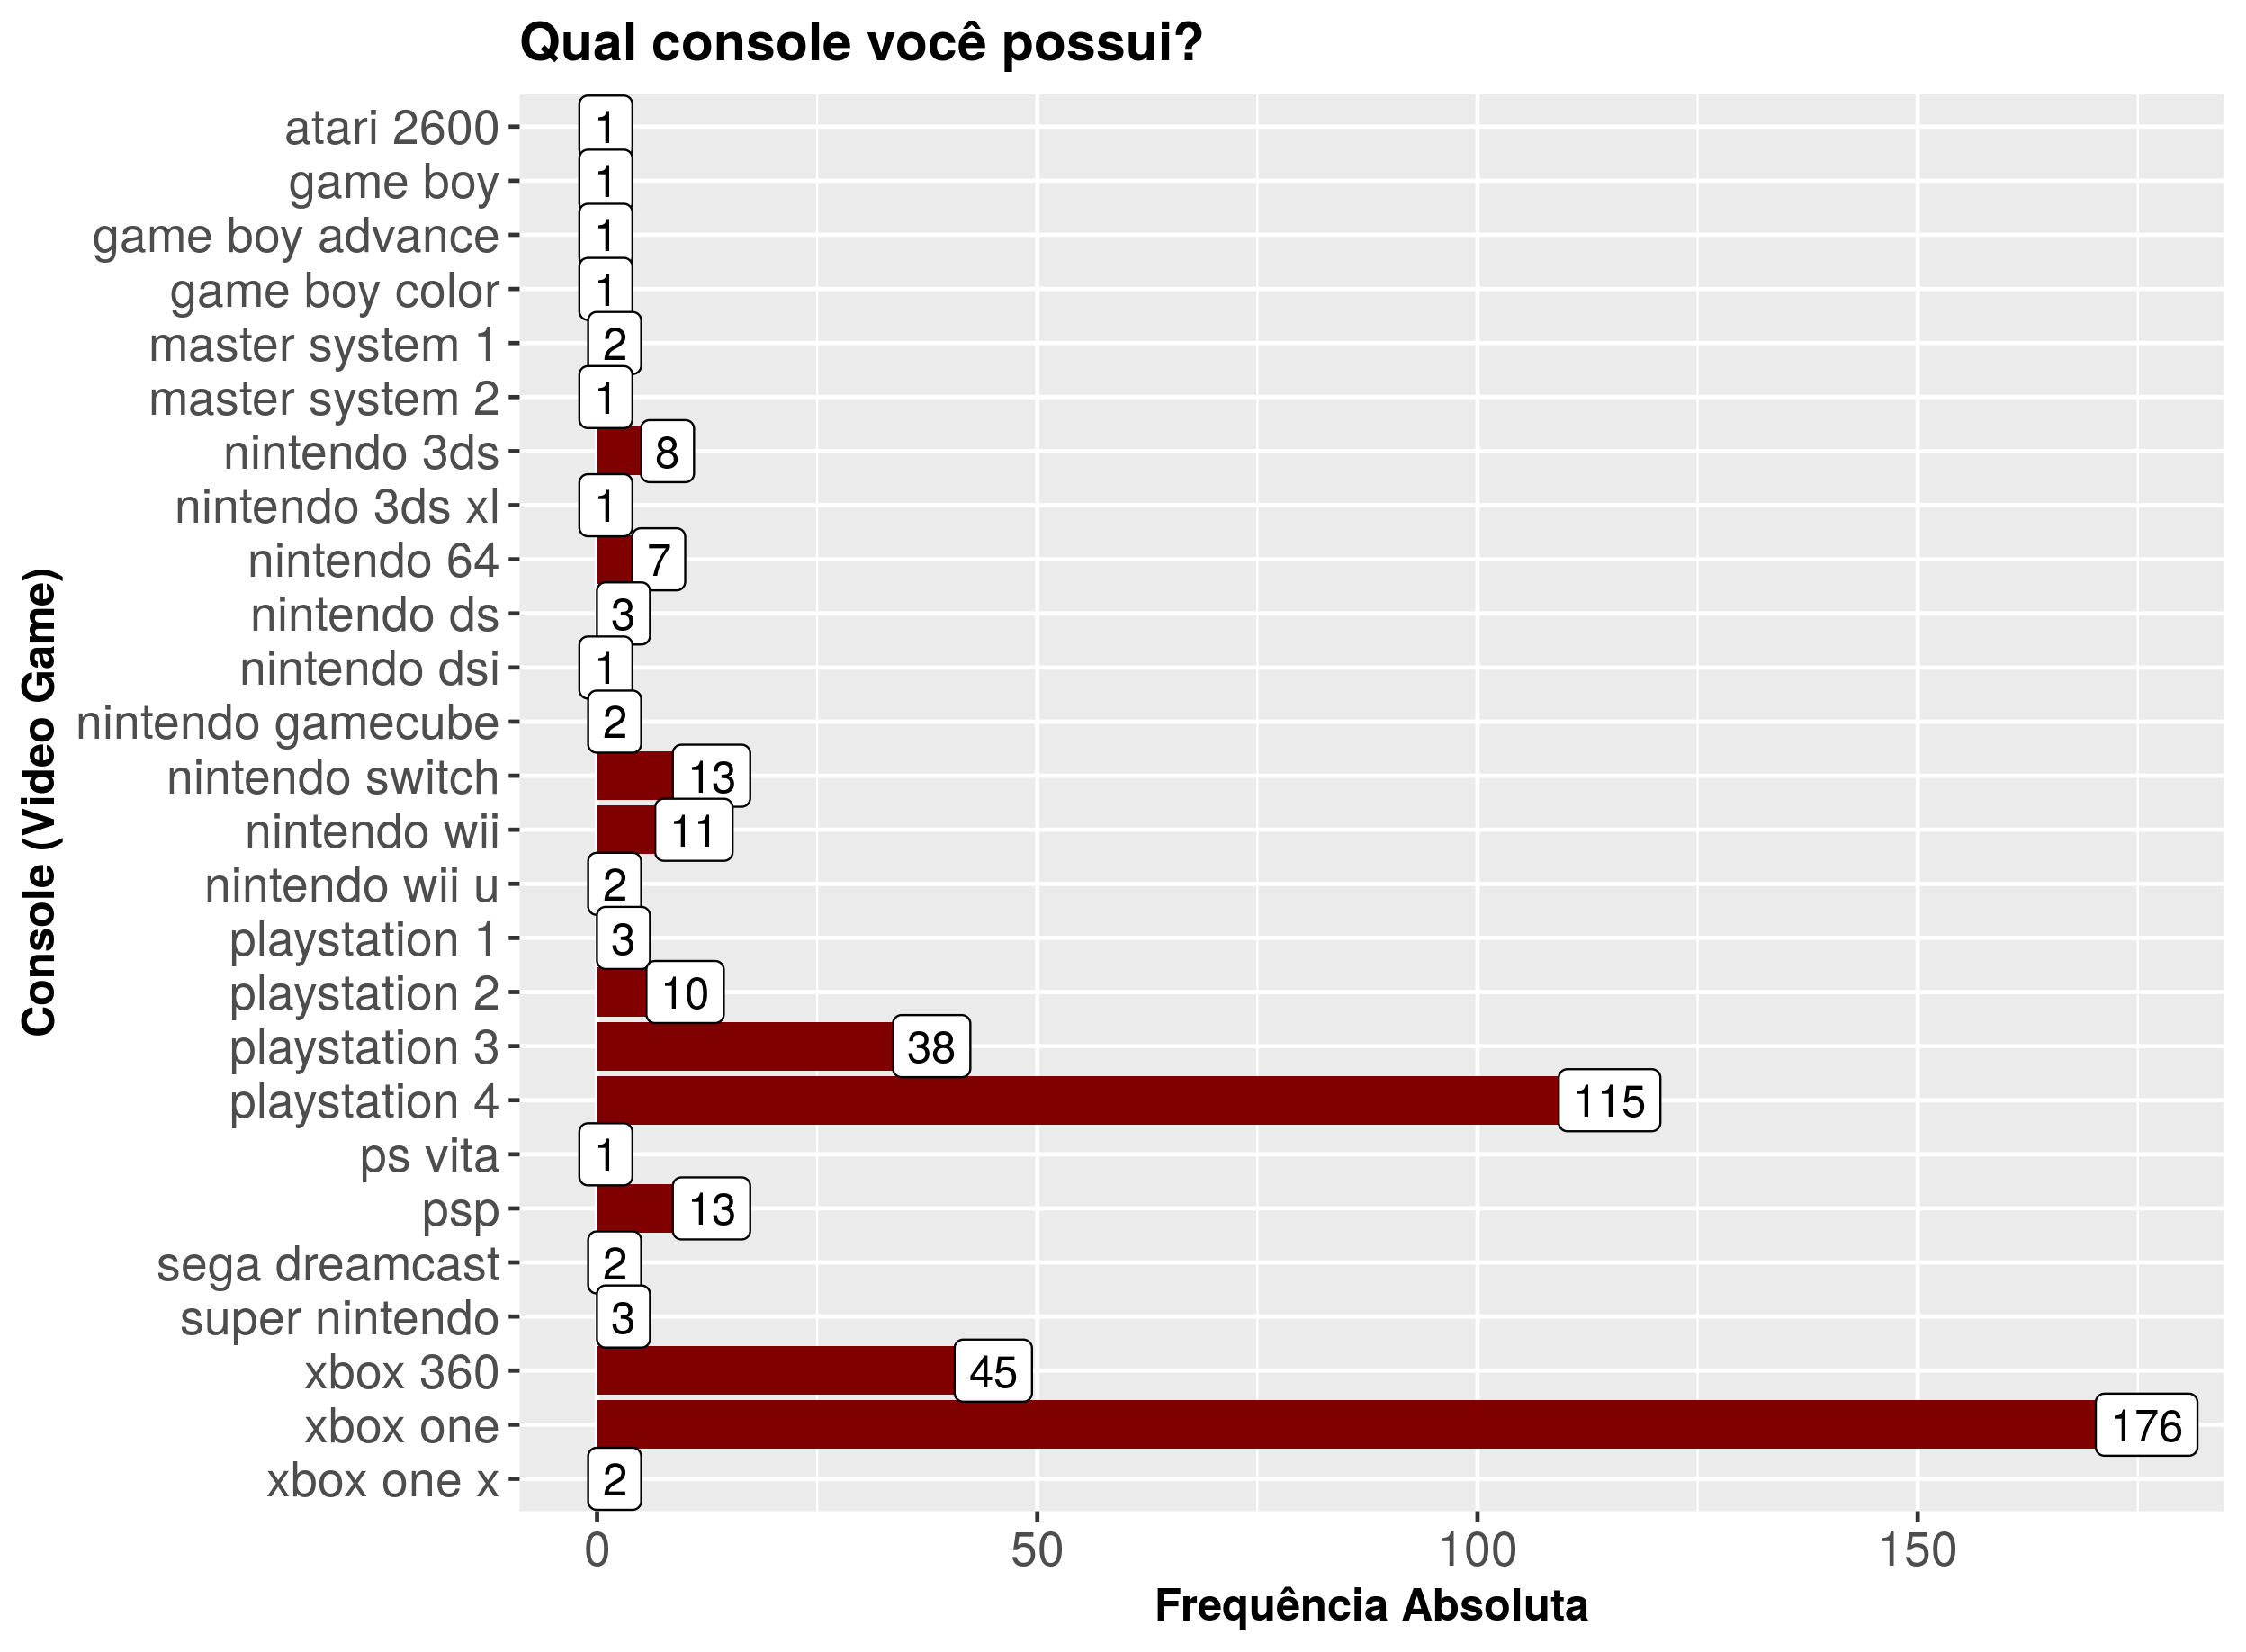 Qual console você possui?
Console (Video Game)
atari 2600 1
game boy 1
game boy advance 1
game boy color 1
master system 1 2
master system 2 1
nintendo 3ds 8
nintendo 3ds xl 1
nintendo 64 7
nintendo ds 3
nintendo dsi 1
nintendo gamecube 2
nintendo switch 13
nintendo wii 11
nintendo wii u 2
playstation 1 3
playstation 2 10
playstation 3 38
playstation 4 115
ps vita 1
psp 13
sega dreamcast 2
super nintendo 3
xbox 360 45
xbox one 176
xbox one x 2
0 50 100 150
Frequência Absoluta